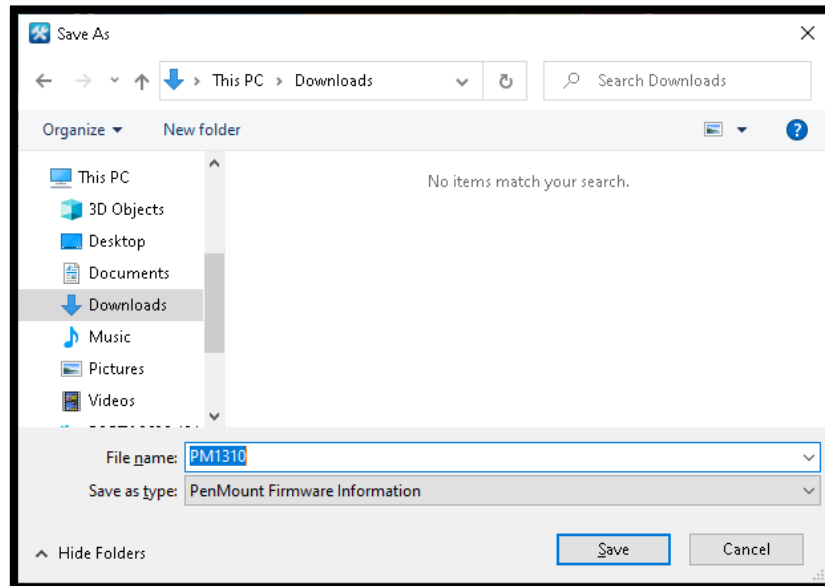 Save As
This PC > Downloads
Search Downloads
Organize
New folder
This PC
3D Objects
Desktop
Documents
Downloads
Music
Pictures
Videos
No items match your search.
File name: PM1310
Save as type: PenMount Firmware Information
Hide Folders
Save
Cancel